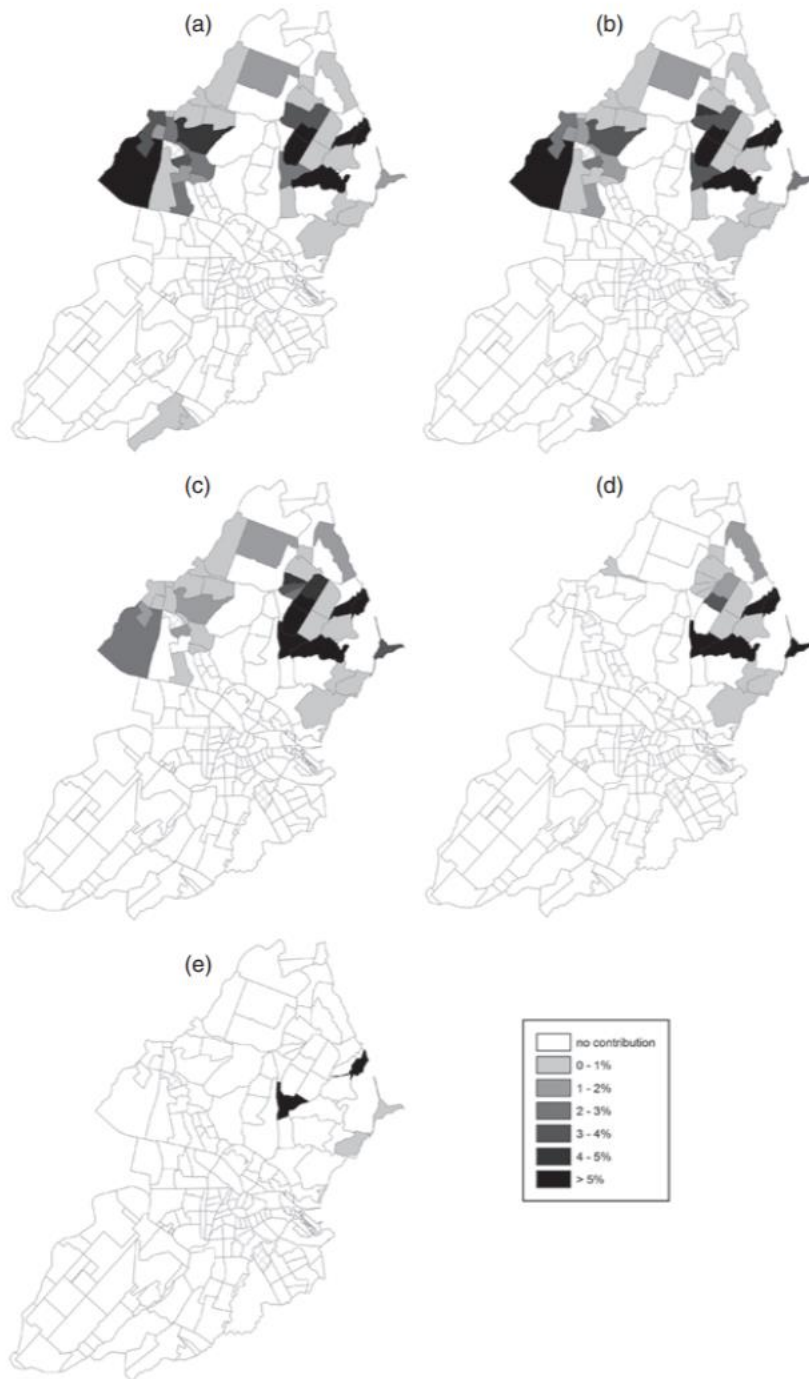 (a)
(b)
(c)
(d)
(e)
no contribution
0 - 1%
1 - 2%
2 - 3%
3 - 4%
4 - 5%
> 5%